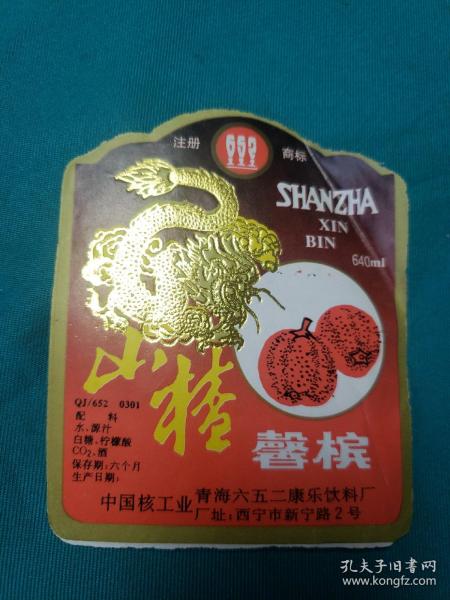 注册 商标
SHANZHA
XIN
BIN
640ml
山楂
馨槟
QJ/652 0301
配 料
水、源汁
白糖、柠檬酸
CO₂、酒
保存期:六个月
生产日期:
中国核工业 青海六五二康乐饮料厂
厂址:西宁市新宁路2号
孔夫子旧书网
www.kongfz.com